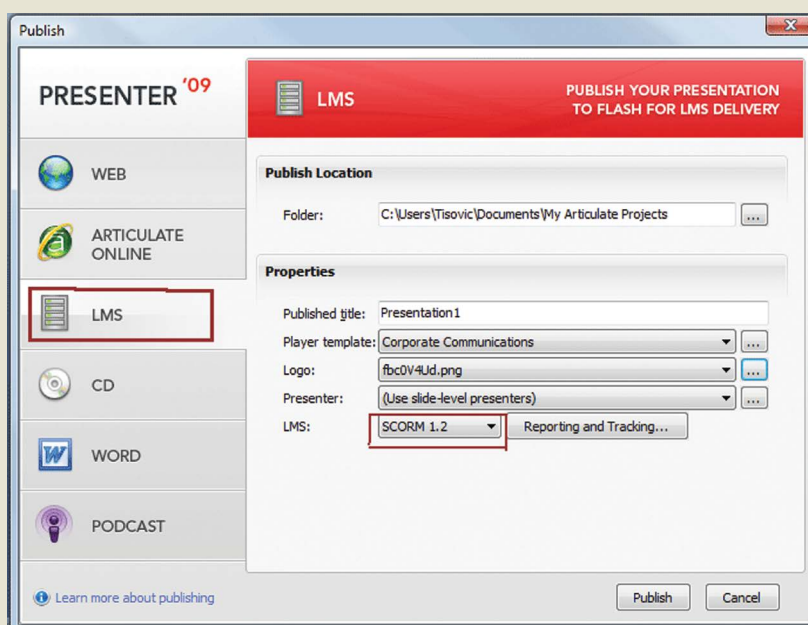 Publish
PRESENTER '09
WEB
ARTICULATE
ONLINE
LMS
CD
WORD
PODCAST
Learn more about publishing
LMS
PUBLISH YOUR PRESENTATION
TO FLASH FOR LMS DELIVERY
Publish Location
Folder: C:\Users\Tisovic\Documents\My Articulate Projects ...
Properties
Published title: Presentation1
Player template: Corporate Communications ...
Logo: fbc0V4Ud.png ...
Presenter: (Use slide-level presenters) ...
LMS: SCORM 1.2 Reporting and Tracking...
Publish Cancel